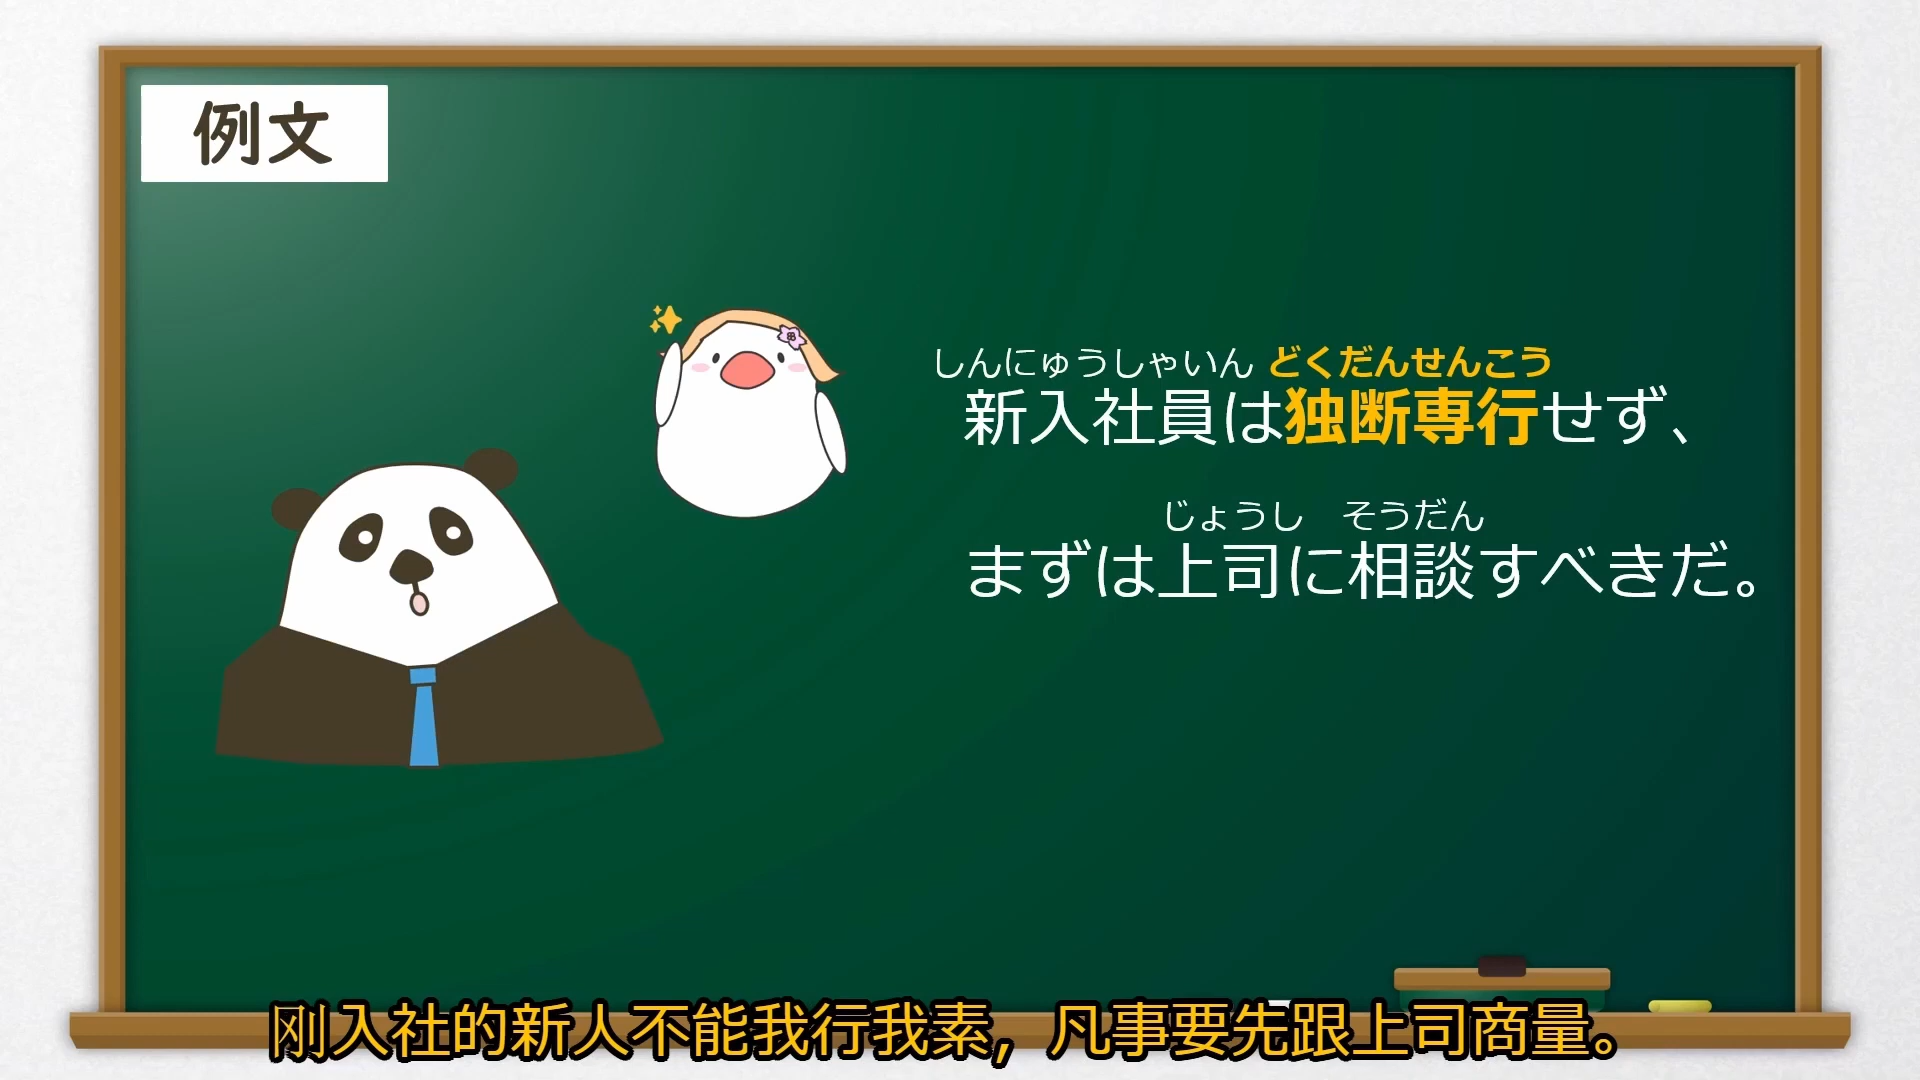 例文
しんにゅうしゃいん どくだんせんこう
新入社員は独断専行せず、
じょうし そうだん
まずは上司に相談すべきだ。
刚入社的新人不能我行我素，凡事要先跟上司商量。